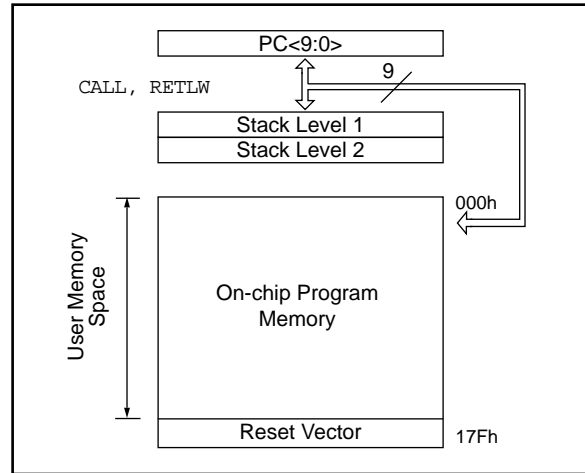 PC<9:0>
9
CALL, RETLW
Stack Level 1
Stack Level 2
000h
User Memory
Space
On-chip Program
Memory
Reset Vector
17Fh